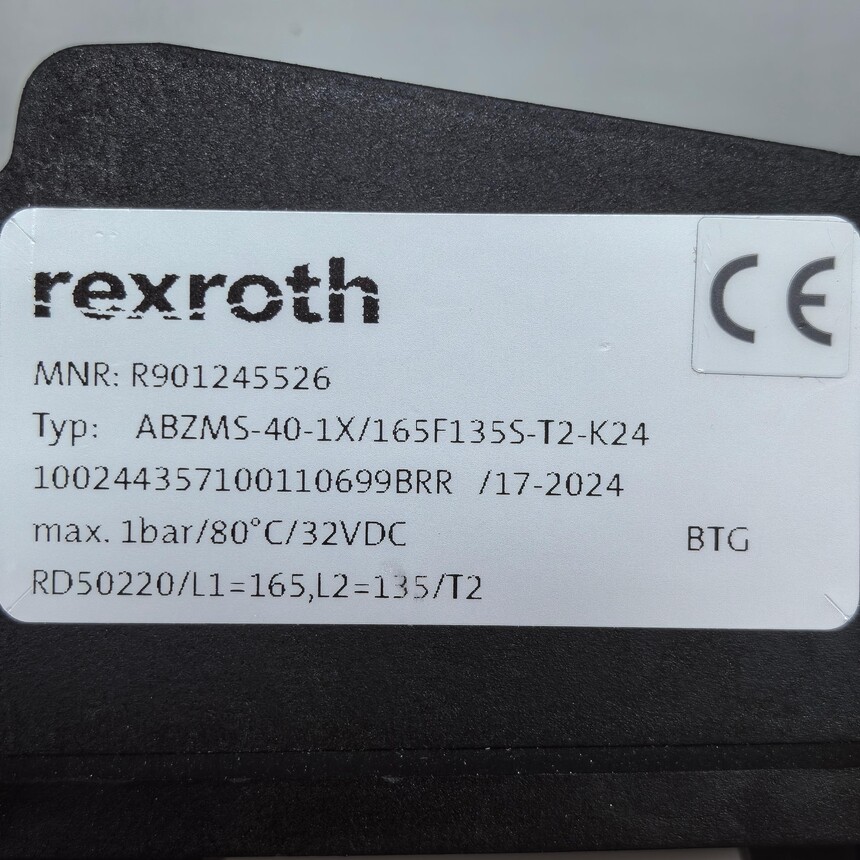 rexroth
CE
MNR: R901245526
Typ: ABZMS-40-1X/165F135S-T2-K24
100244357100110699BRR /17-2024
max. 1bar/80°C/32VDC BTG
RD50220/L1=165,L2=135/T2